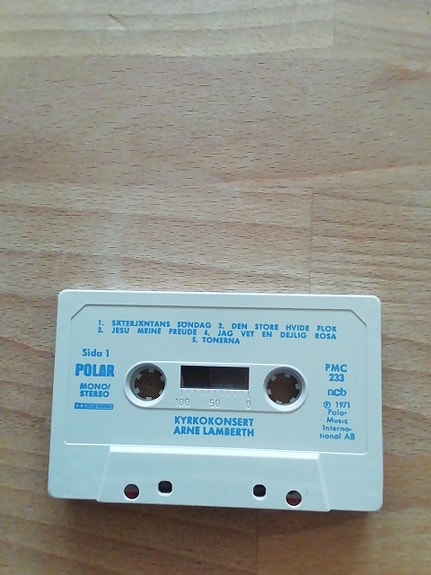 1. SÄTERJÄNTANS SÖNDAG 2. DEN STORE HVIDE FLOK
3. JESU MEINE FREUDE 4. JAG VET EN DEJLIG ROSA
5. TONERNA
Sida 1
POLAR
MONO/
STEREO
PMC
233
ncb
℗ 1971
Polar
Music
Interna-
tional AB
100 50 0
KYRKOKONSERT
ARNE LAMBERTH